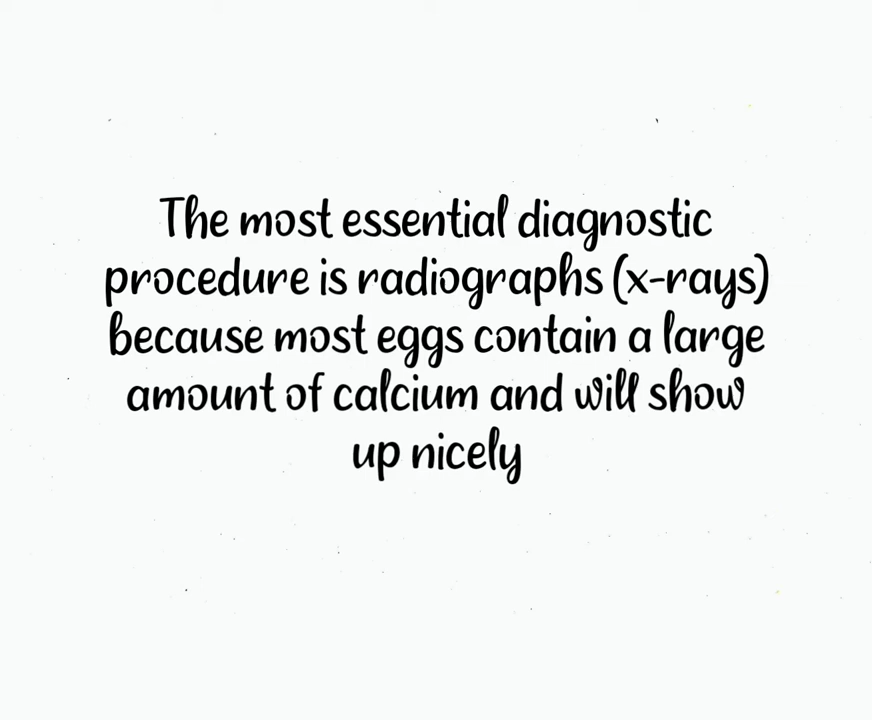 The most essential diagnostic
procedure is radiographs (x-rays)
because most eggs contain a large
amount of calcium and will show
up nicely